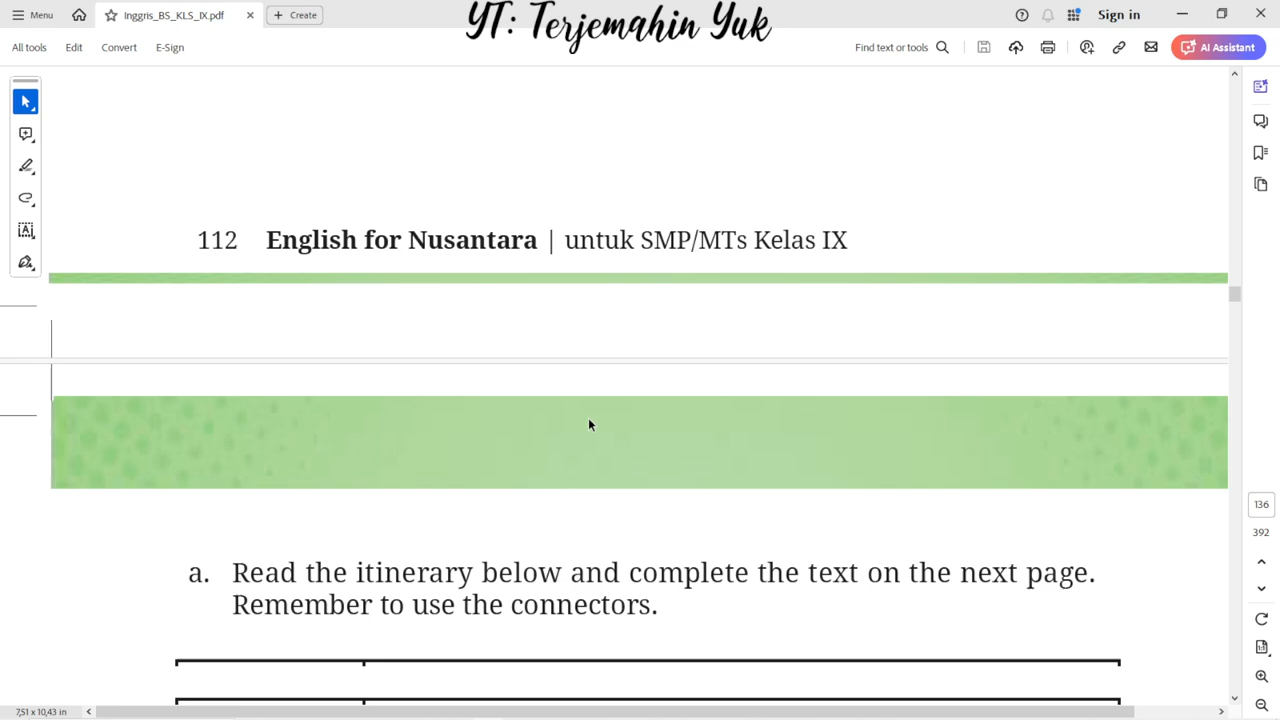 Menu
Inggris_BS_KLS_IX.pdf
Create
YT: Terjemahin Yuk
Sign in
All tools
Edit
Convert
E-Sign
Find text or tools
AI Assistant
112 English for Nusantara | untuk SMP/MTs Kelas IX
a. Read the itinerary below and complete the text on the next page.
Remember to use the connectors.
136
392
7,51 x 10,43 in